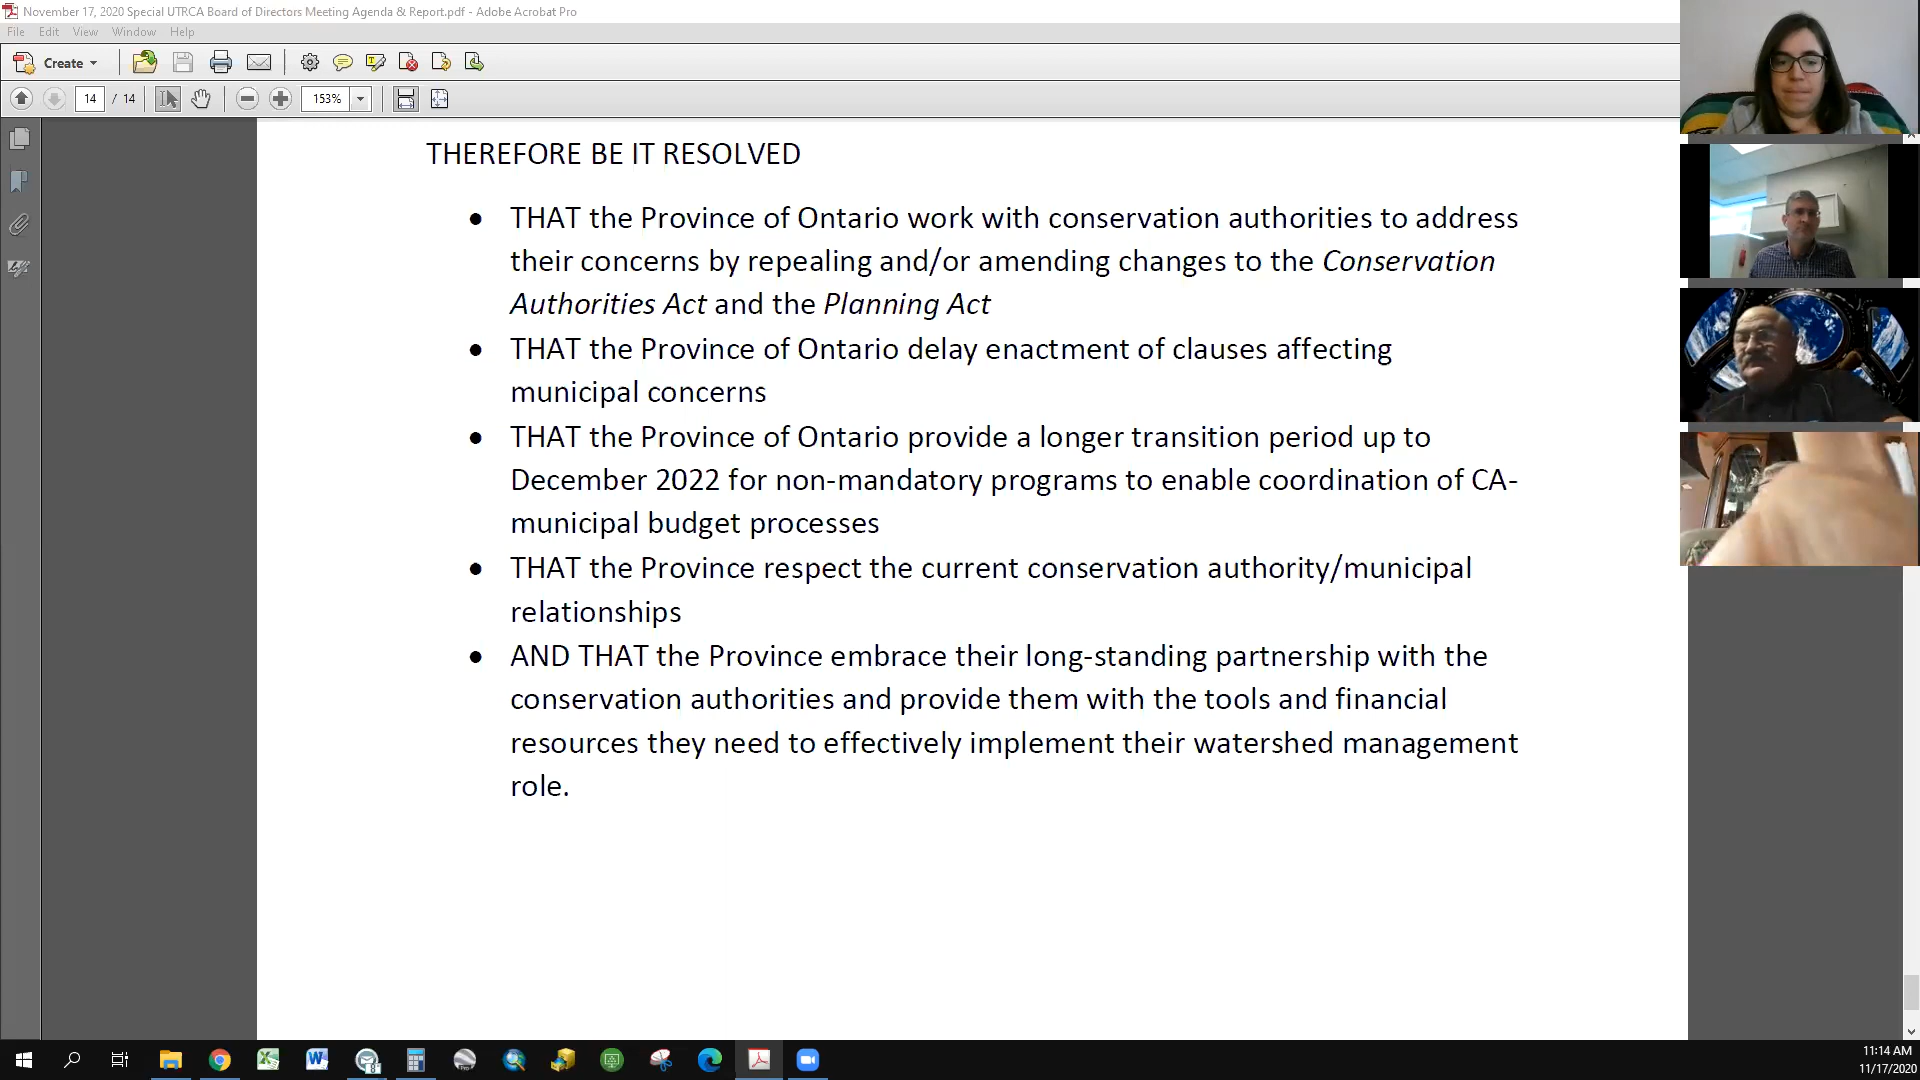 November 17, 2020 Special UTRCA Board of Directors Meeting Agenda & Report.pdf - Adobe Acrobat Pro
File Edit View Window Help
Create
14 / 14 153%
THEREFORE BE IT RESOLVED
• THAT the Province of Ontario work with conservation authorities to address
their concerns by repealing and/or amending changes to the Conservation
Authorities Act and the Planning Act
• THAT the Province of Ontario delay enactment of clauses affecting
municipal concerns
• THAT the Province of Ontario provide a longer transition period up to
December 2022 for non-mandatory programs to enable coordination of CA-
municipal budget processes
• THAT the Province respect the current conservation authority/municipal
relationships
• AND THAT the Province embrace their long-standing partnership with the
conservation authorities and provide them with the tools and financial
resources they need to effectively implement their watershed management
role.
11:14 AM
11/17/2020